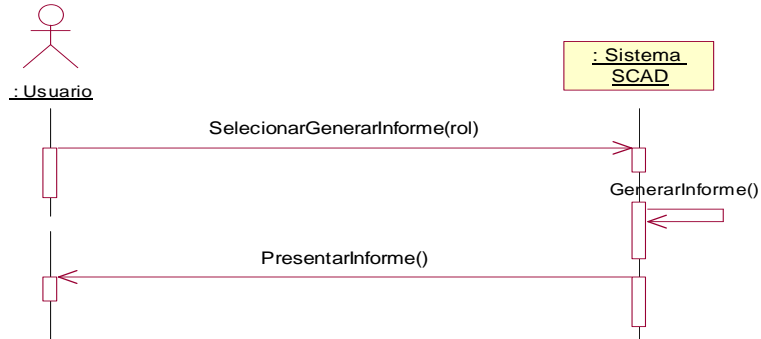 : Usuario
: Sistema
SCAD
SelecionarGenerarInforme(rol)
GenerarInforme()
PresentarInforme()